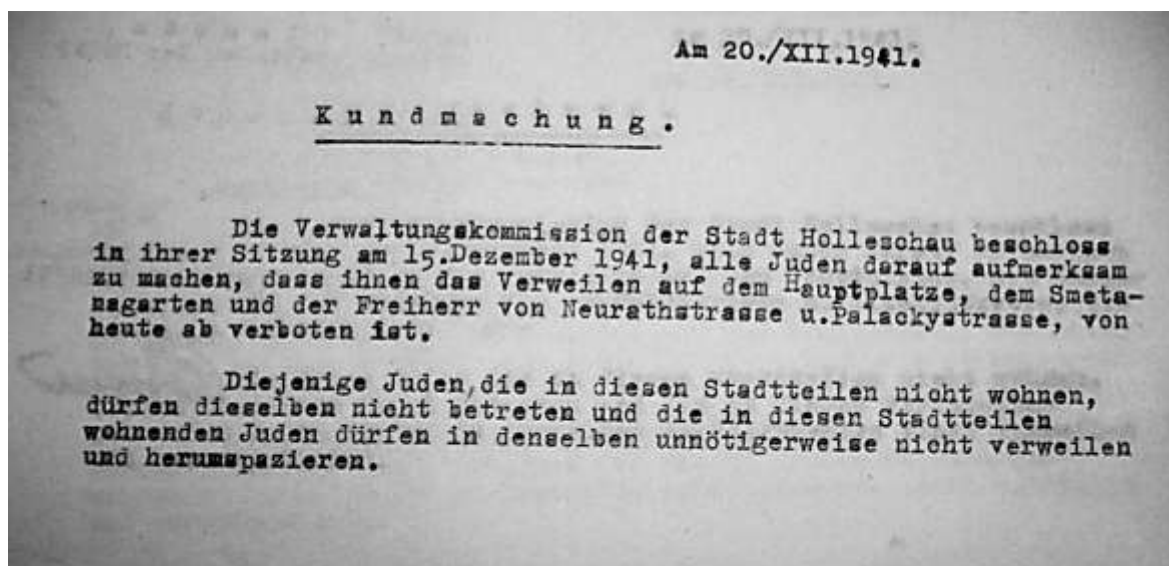 Am 20./XII.1941.
K u n d m a c h u n g .
Die Verwaltungskommission der Stadt Holleschau beschloss
in ihrer Sitzung am 15.Dezember 1941, alle Juden darauf aufmerksam
zu machen, dass ihnen das Verweilen auf dem Hauptplatze, dem Smeta-
nagarten und der Freiherr von Neurathstrasse u.Palackystrasse, von
heute ab verboten ist.
Diejenige Juden,die in diesen Stadtteilen nicht wohnen,
dürfen dieselben nicht betreten und die in diesen Stadtteilen
wohnenden Juden dürfen in denselben unnötigerweise nicht verweilen
und herumspazieren.